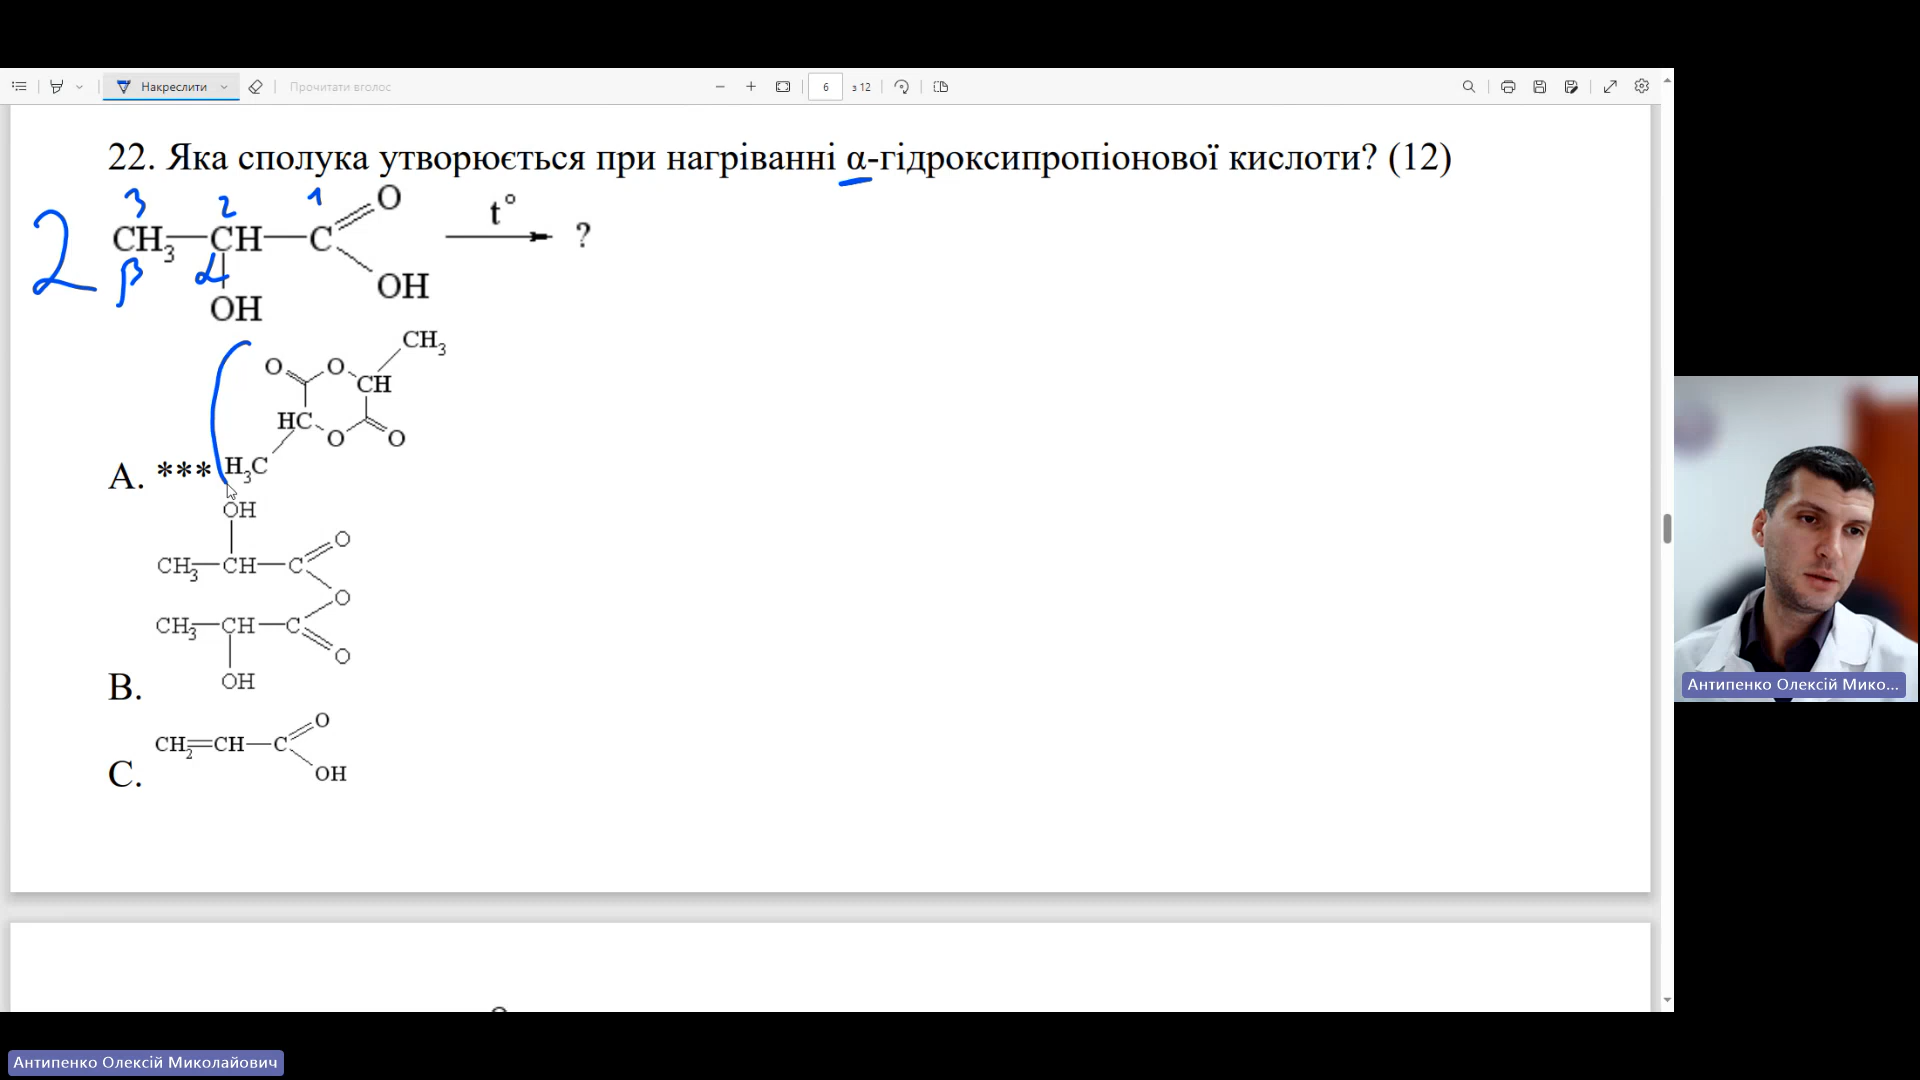 Накреслити
Прочитати вголос
6 з 12
22. Яка сполука утворюється при нагріванні α-гідроксипропіонової кислоти? (12)
3 2 1
2 CH3—CH—C O OH t° ?
β α
OH
CH3
O O CH
HC O O
A. *** H3C
OH
CH3—CH—C O
O
CH3—CH—C O
OH
B.
CH2=CH—C O
OH
C.
Антипенко Олексій Мико...
Антипенко Олексій Миколайович